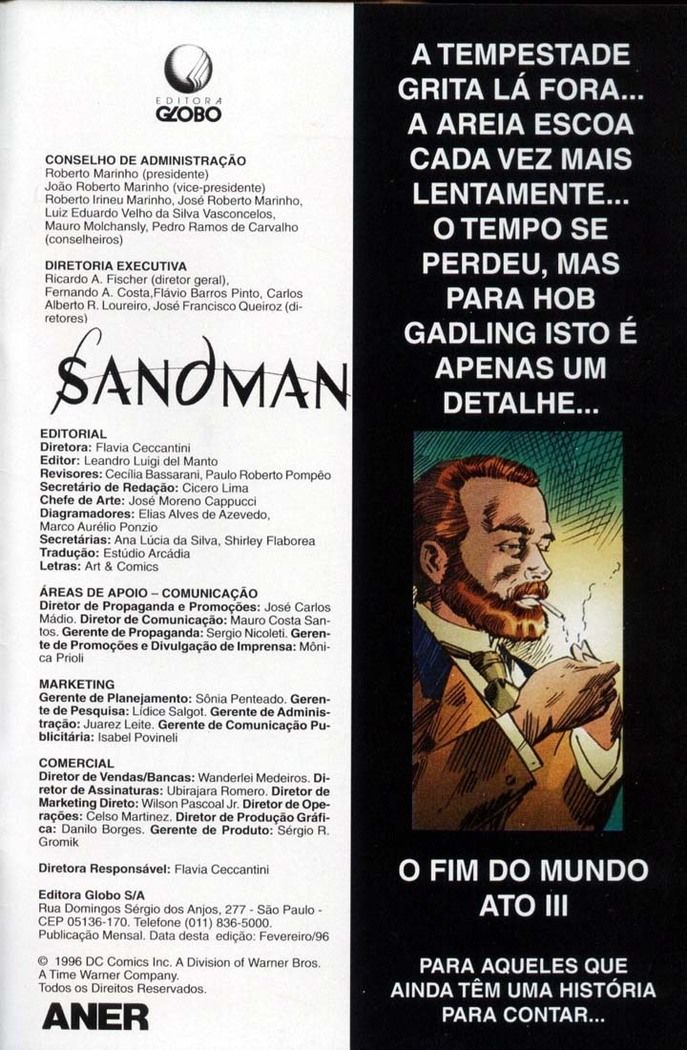 EDITORA
GLOBO
CONSELHO DE ADMINISTRAÇÃO
Roberto Marinho (presidente)
João Roberto Marinho (vice-presidente)
Roberto Irineu Marinho, José Roberto Marinho,
Luiz Eduardo Velho da Silva Vasconcelos,
Mauro Molchansly, Pedro Ramos de Carvalho
(conselheiros)
DIRETORIA EXECUTIVA
Ricardo A. Fischer (diretor geral),
Fernando A. Costa,Flávio Barros Pinto, Carlos
Alberto R. Loureiro, José Francisco Queiroz (di-
retores)
SANDMAN
EDITORIAL
Diretora: Flavia Ceccantini
Editor: Leandro Luigi del Manto
Revisores: Cecília Bassarani, Paulo Roberto Pompêo
Secretário de Redação: Cicero Lima
Chefe de Arte: José Moreno Cappucci
Diagramadores: Elias Alves de Azevedo,
Marco Aurélio Ponzio
Secretárias: Ana Lúcia da Silva, Shirley Flaborea
Tradução: Estúdio Arcádia
Letras: Art & Comics
ÁREAS DE APOIO – COMUNICAÇÃO
Diretor de Propaganda e Promoções: José Carlos
Mádio. Diretor de Comunicação: Mauro Costa San-
tos. Gerente de Propaganda: Sergio Nicoleti. Geren-
te de Promoções e Divulgação de Imprensa: Môni-
ca Prioli
MARKETING
Gerente de Planejamento: Sônia Penteado. Geren-
te de Pesquisa: Lídice Salgot. Gerente de Adminis-
tração: Juarez Leite. Gerente de Comunicação Pu-
blicitária: Isabel Povineli
COMERCIAL
Diretor de Vendas/Bancas: Wanderlei Medeiros. Di-
retor de Assinaturas: Ubirajara Romero. Diretor de
Marketing Direto: Wilson Pascoal Jr. Diretor de Ope-
rações: Celso Martinez. Diretor de Produção Gráfi-
ca: Danilo Borges. Gerente de Produto: Sérgio R.
Gromik
Diretora Responsável: Flavia Ceccantini
Editora Globo S/A
Rua Domingos Sérgio dos Anjos, 277 - São Paulo -
CEP 05136-170. Telefone (011) 836-5000.
Publicação Mensal. Data desta edição: Fevereiro/96
© 1996 DC Comics Inc. A Division of Warner Bros.
A Time Warner Company.
Todos os Direitos Reservados.
ANER
A TEMPESTADE
GRITA LÁ FORA...
A AREIA ESCOA
CADA VEZ MAIS
LENTAMENTE...
O TEMPO SE
PERDEU, MAS
PARA HOB
GADLING ISTO É
APENAS UM
DETALHE...
O FIM DO MUNDO
ATO III
PARA AQUELES QUE
AINDA TÊM UMA HISTÓRIA
PARA CONTAR...